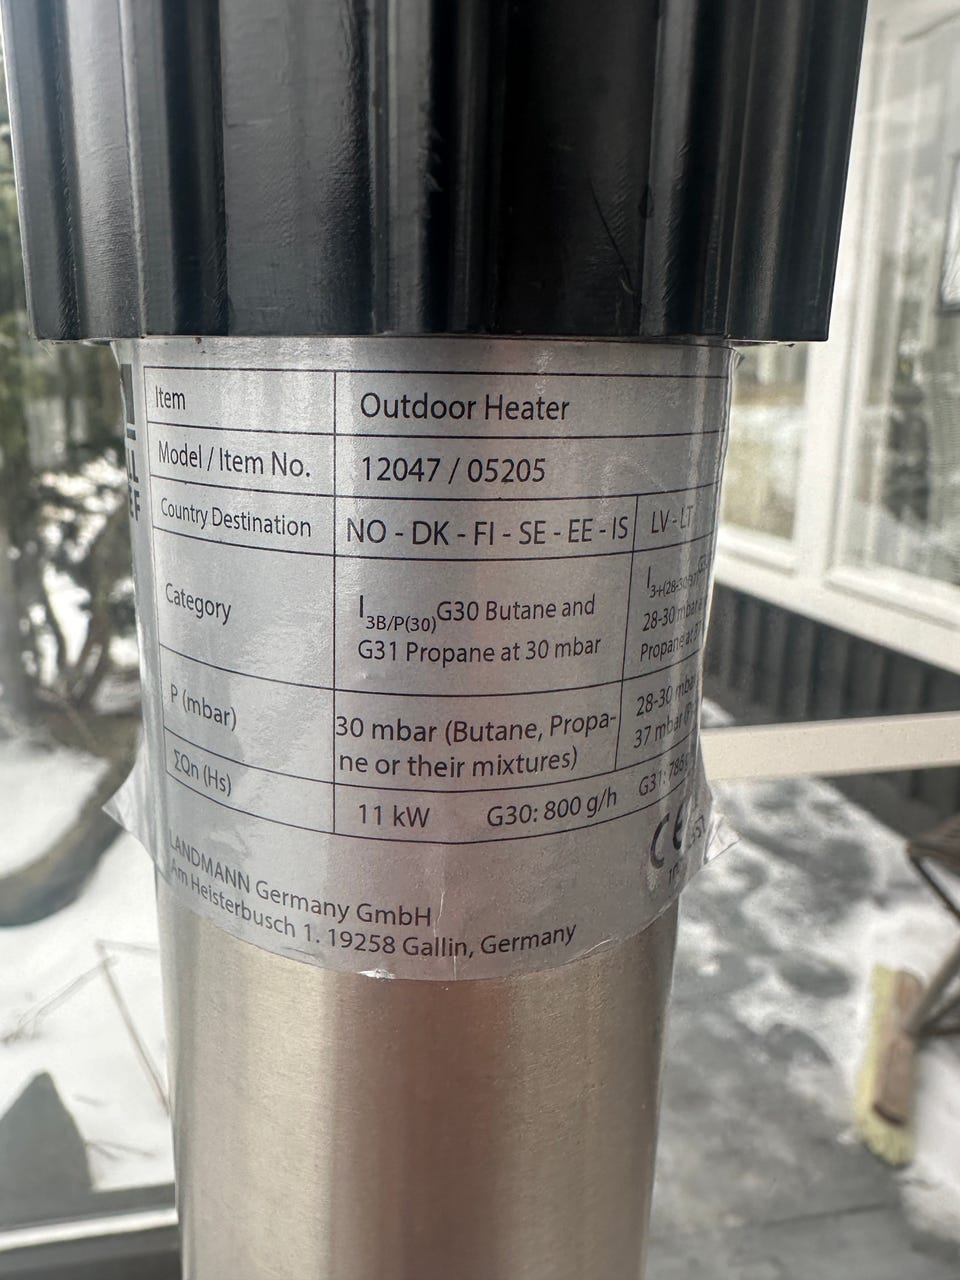 Item Outdoor Heater
Model / Item No. 12047 / 05205
Country Destination NO - DK - FI - SE - EE - IS LV - LT
Category I3B/P(30)G30 Butane and
G31 Propane at 30 mbar
28-30 mbar
Propane at
P (mbar) 30 mbar (Butane, Propa-
ne or their mixtures)
28-30 mbar
37 mbar
ΣQn (Hs) 11 kW G30: 800 g/h G31: 786
CE
LANDMANN Germany GmbH
Am Heisterbusch 1. 19258 Gallin, Germany